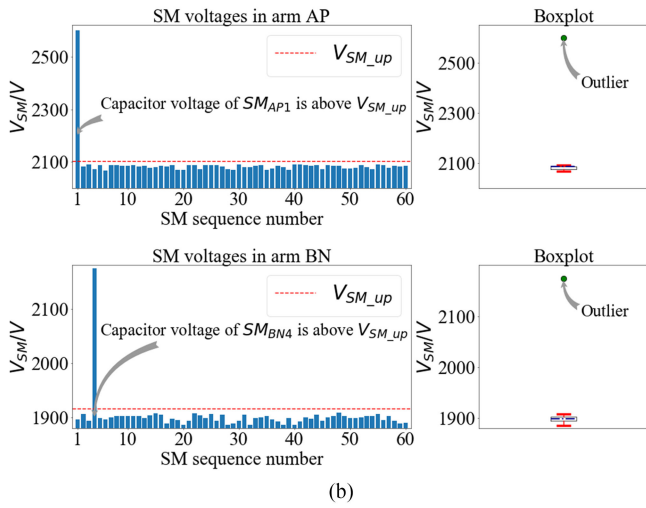 SM voltages in arm AP
V_SM/V
2500
2300
2100
V_SM_up
Capacitor voltage of SM_AP1 is above V_SM_up
1 10 20 30 40 50 60
SM sequence number
Boxplot
V_SM/V
2500
2300
2100
Outlier
SM voltages in arm BN
V_SM/V
2100
2000
1900
V_SM_up
Capacitor voltage of SM_BN4 is above V_SM_up
1 10 20 30 40 50 60
SM sequence number
Boxplot
V_SM/V
2100
2000
1900
Outlier
(b)